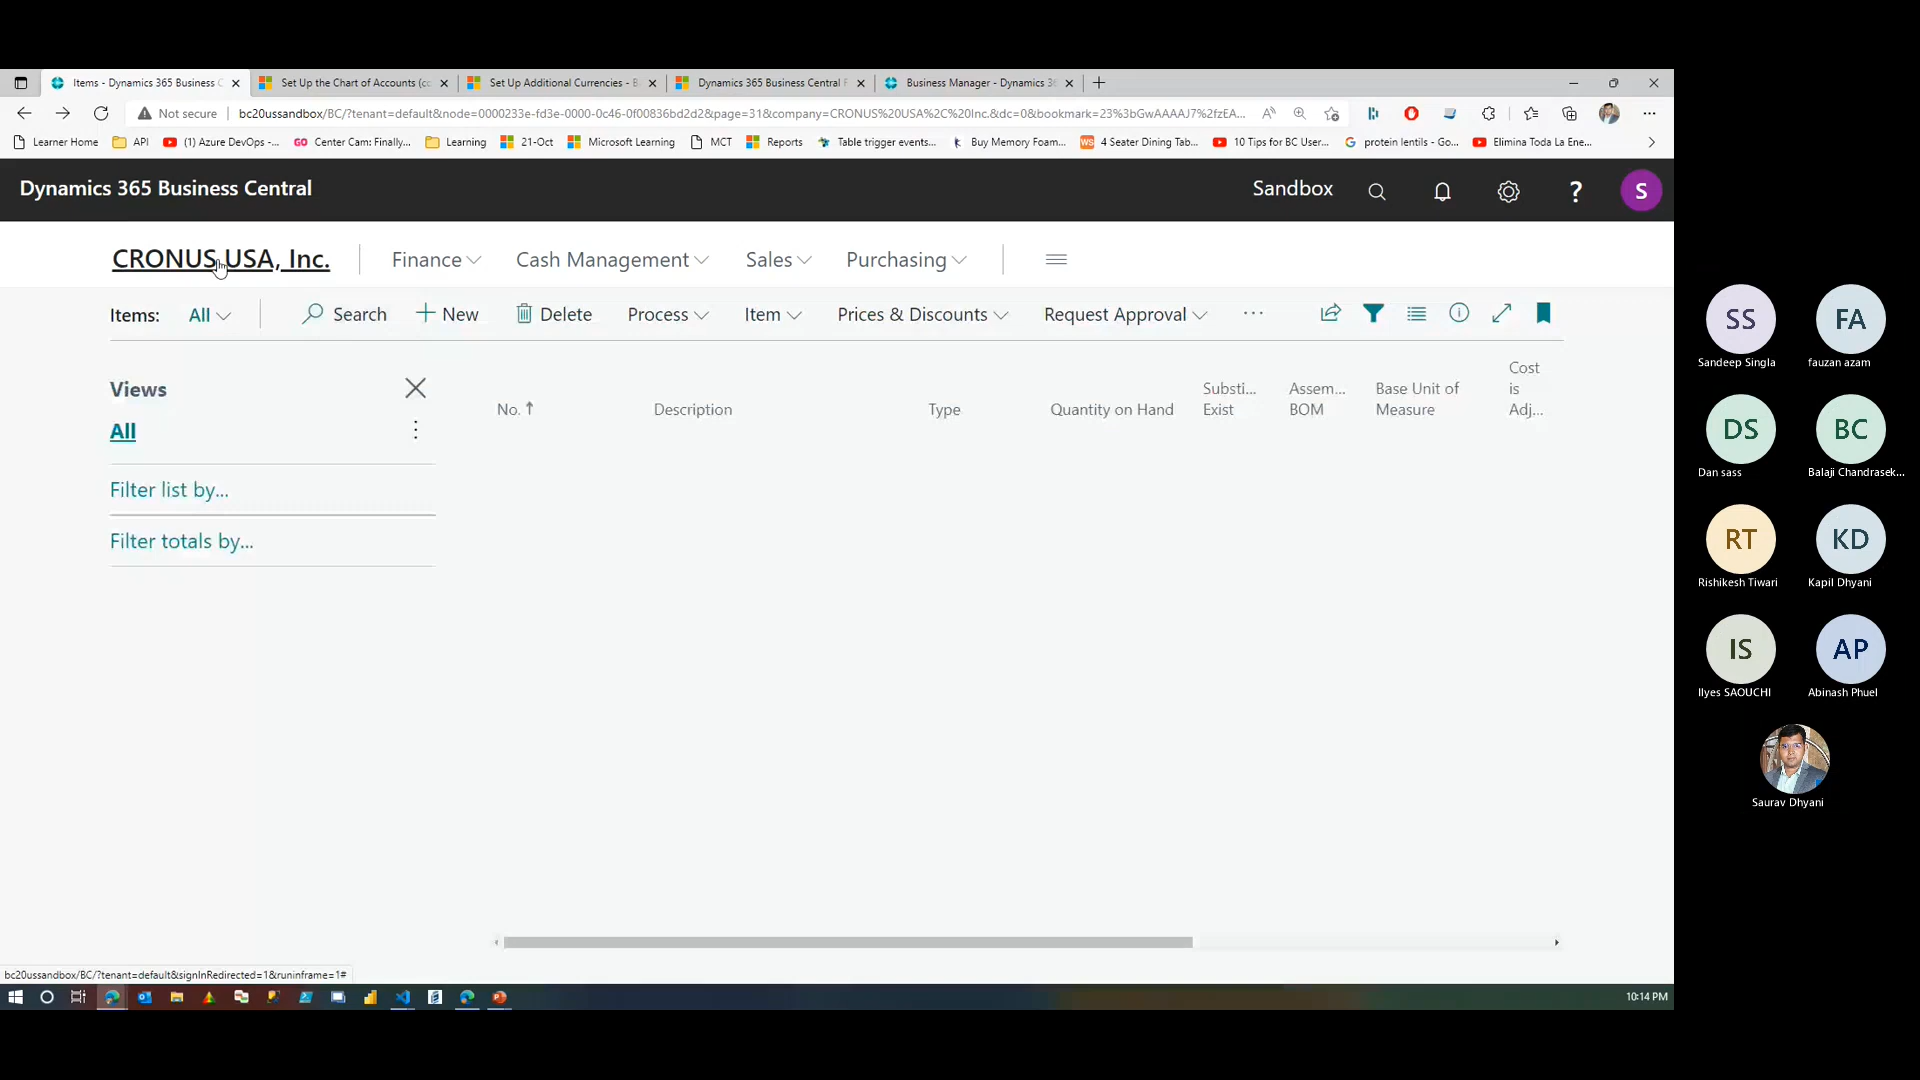 Items - Dynamics 365 Business C
Set Up the Chart of Accounts (co
Set Up Additional Currencies - B
Dynamics 365 Business Central F
Business Manager - Dynamics 36
Not secure
bc20ussandbox/BC/?tenant=default&node=0000233e-fd3e-0000-0c46-0f00836bd2d2&page=31&company=CRONUS%20USA%2C%20Inc.&dc=0&bookmark=23%3bGwAAAAJ7%2fzEA...
Learner Home
API
(1) Azure DevOps -...
Center Cam: Finally...
Learning
21-Oct
Microsoft Learning
MCT
Reports
Table trigger events...
Buy Memory Foam...
4 Seater Dining Tab...
10 Tips for BC User...
protein lentils - Go...
Elimina Toda La Ene...
Dynamics 365 Business Central
Sandbox
S
CRONUS USA, Inc.
Finance
Cash Management
Sales
Purchasing
Items:
All
Search
New
Delete
Process
Item
Prices & Discounts
Request Approval
Views
All
Filter list by...
Filter totals by...
No.
Description
Type
Quantity on Hand
Substi...
Exist
Assem...
BOM
Base Unit of
Measure
Cost
is
Adj...
bc20ussandbox/BC/?tenant=default&signInRedirected=1&runinframe=1#
10:14 PM
SS
Sandeep Singla
FA
fauzan azam
DS
Dan sass
BC
Balaji Chandrasek...
RT
Rishikesh Tiwari
KD
Kapil Dhyani
IS
Ilyes SAOUCHI
AP
Abinash Phuel
Saurav Dhyani